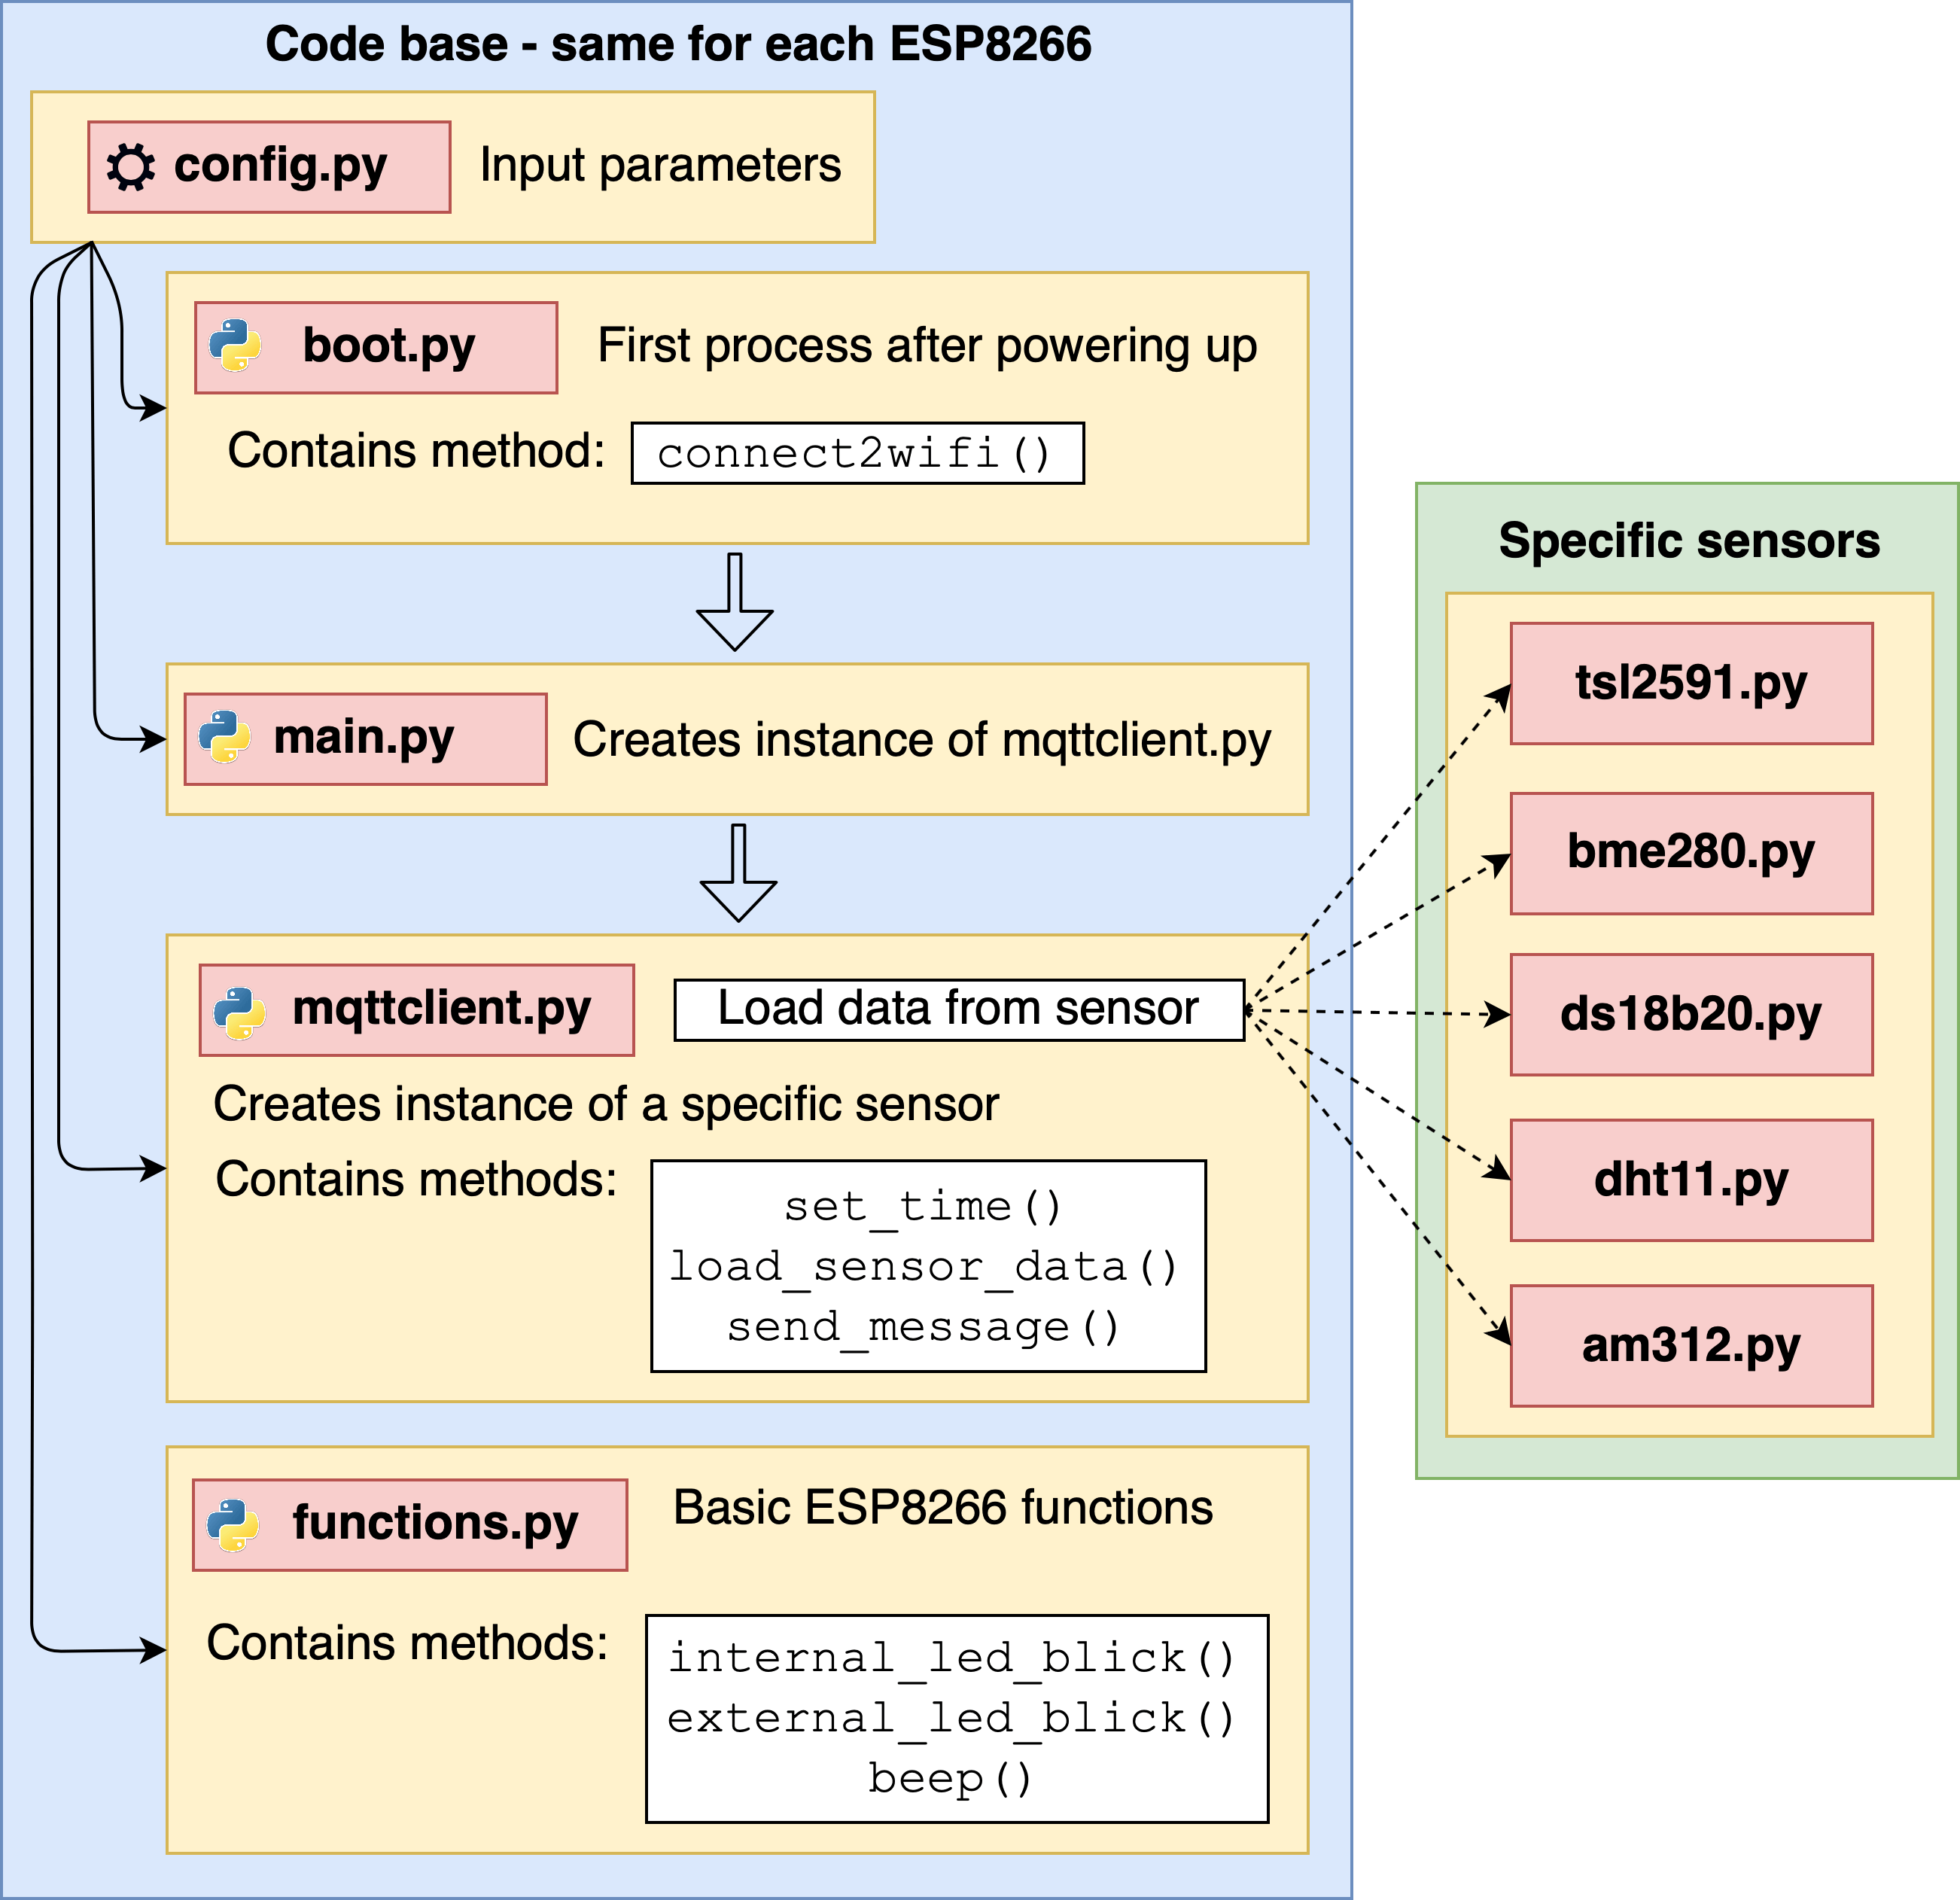 Code base - same for each ESP8266
config.py
Input parameters
boot.py
First process after powering up
Contains method:
connect2wifi()
main.py
Creates instance of mqttclient.py
mqttclient.py
Load data from sensor
Creates instance of a specific sensor
Contains methods:
set_time()
load_sensor_data()
send_message()
functions.py
Basic ESP8266 functions
Contains methods:
internal_led_blick()
external_led_blick()
beep()
Specific sensors
tsl2591.py
bme280.py
ds18b20.py
dht11.py
am312.py